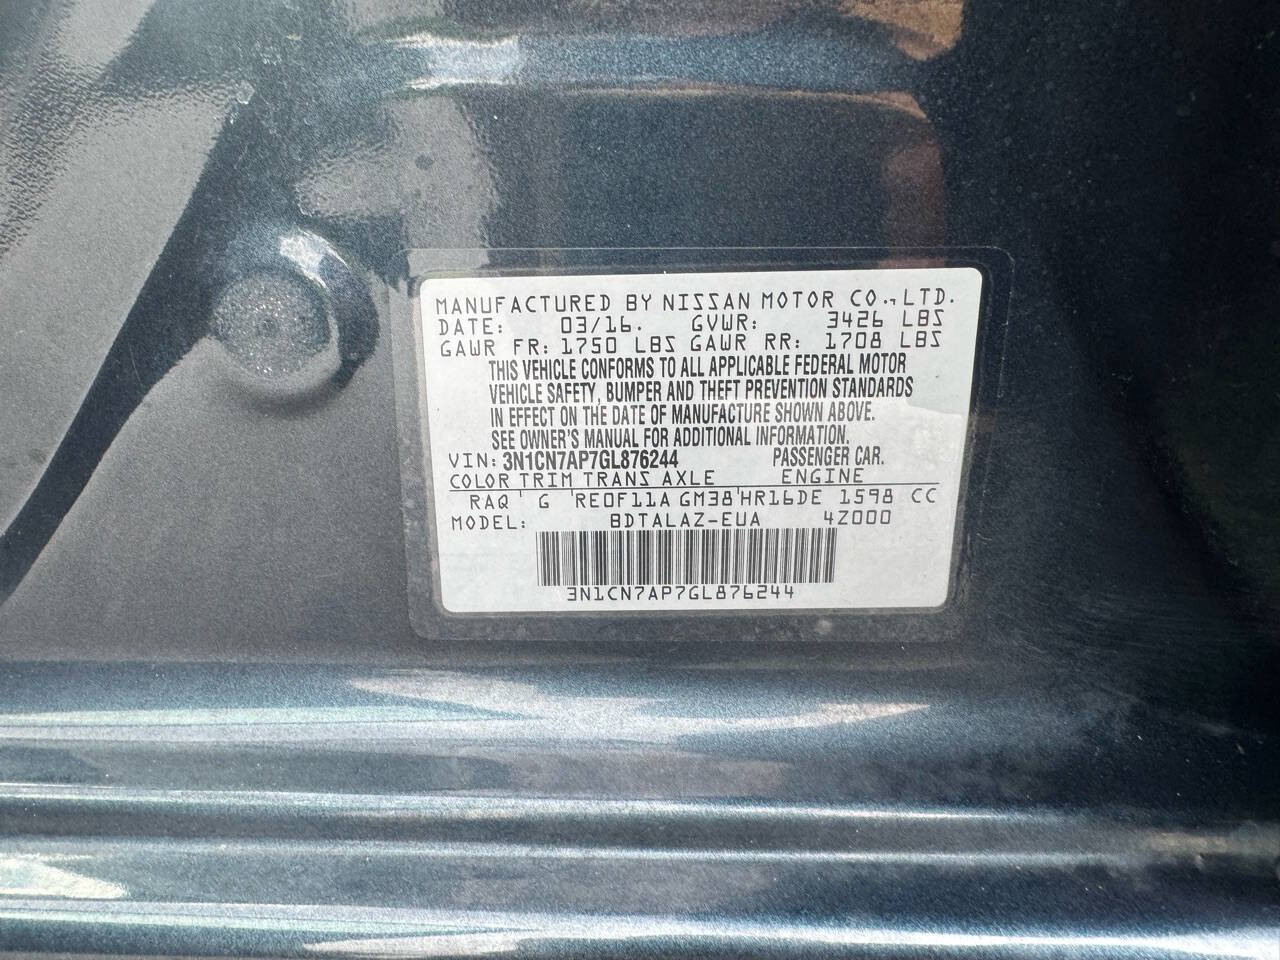 MANUFACTURED BY NISSAN MOTOR CO.,LTD.
DATE: 03/16. GVWR: 3426 LBS
GAWR FR: 1750 LBS GAWR RR: 1708 LBS
THIS VEHICLE CONFORMS TO ALL APPLICABLE FEDERAL MOTOR
VEHICLE SAFETY, BUMPER AND THEFT PREVENTION STANDARDS
IN EFFECT ON THE DATE OF MANUFACTURE SHOWN ABOVE.
SEE OWNER'S MANUAL FOR ADDITIONAL INFORMATION.
VIN: 3N1CN7AP7GL876244 PASSENGER CAR.
COLOR TRIM TRANS AXLE ENGINE
RAQ ' G 'RE0F11A GM38'HR16DE 1598 CC
MODEL: BDTALAZ-EUA 4Z000
3N1CN7AP7GL876244